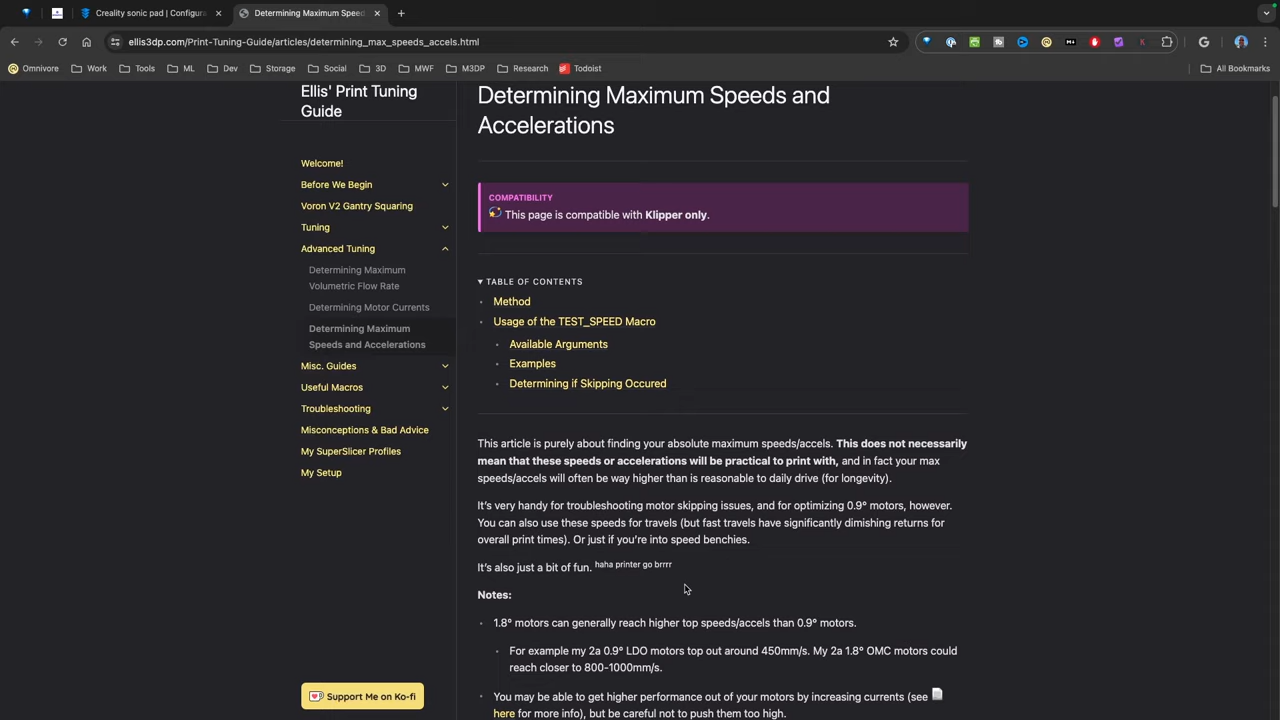 Creality sonic pad | Configura
Determining Maximum Speed
ellis3dp.com/Print-Tuning-Guide/articles/determining_max_speeds_accels.html
Omnivore
Work
Tools
ML
Dev
Storage
Social
3D
MWF
M3DP
Research
Todoist
All Bookmarks
Ellis' Print Tuning
Guide
Welcome!
Before We Begin
Voron V2 Gantry Squaring
Tuning
Advanced Tuning
Determining Maximum
Volumetric Flow Rate
Determining Motor Currents
Determining Maximum
Speeds and Accelerations
Misc. Guides
Useful Macros
Troubleshooting
Misconceptions & Bad Advice
My SuperSlicer Profiles
My Setup
Support Me on Ko-fi
Determining Maximum Speeds and
Accelerations
COMPATIBILITY
This page is compatible with Klipper only.
▾ TABLE OF CONTENTS
Method
Usage of the TEST_SPEED Macro
Available Arguments
Examples
Determining if Skipping Occured
This article is purely about finding your absolute maximum speeds/accels. This does not necessarily
mean that these speeds or accelerations will be practical to print with, and in fact your max
speeds/accels will often be way higher than is reasonable to daily drive (for longevity).
It's very handy for troubleshooting motor skipping issues, and for optimizing 0.9° motors, however.
You can also use these speeds for travels (but fast travels have significantly dimishing returns for
overall print times). Or just if you're into speed benchies.
It's also just a bit of fun. haha printer go brrrr
Notes:
1.8° motors can generally reach higher top speeds/accels than 0.9° motors.
For example my 2a 0.9° LDO motors top out around 450mm/s. My 2a 1.8° OMC motors could
reach closer to 800-1000mm/s.
You may be able to get higher performance out of your motors by increasing currents (see
here for more info), but be careful not to push them too high.